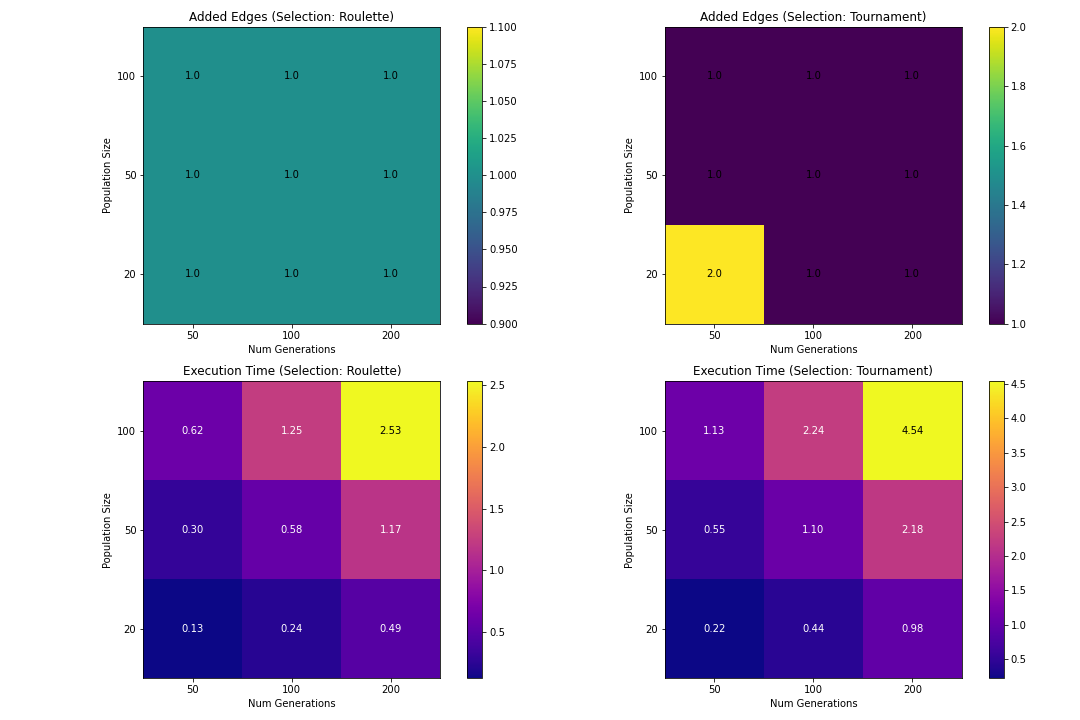 Added Edges (Selection: Roulette)
Population Size
100
50
20
1.0 1.0 1.0
1.0 1.0 1.0
1.0 1.0 1.0
50 100 200
Num Generations
1.100
1.075
1.050
1.025
1.000
0.975
0.950
0.925
0.900
Added Edges (Selection: Tournament)
Population Size
100
50
20
1.0 1.0 1.0
1.0 1.0 1.0
2.0 1.0 1.0
50 100 200
Num Generations
2.0
1.8
1.6
1.4
1.2
1.0
Execution Time (Selection: Roulette)
Population Size
100
50
20
0.62 1.25 2.53
0.30 0.58 1.17
0.13 0.24 0.49
50 100 200
Num Generations
2.5
2.0
1.5
1.0
0.5
Execution Time (Selection: Tournament)
Population Size
100
50
20
1.13 2.24 4.54
0.55 1.10 2.18
0.22 0.44 0.98
50 100 200
Num Generations
4.5
4.0
3.5
3.0
2.5
2.0
1.5
1.0
0.5